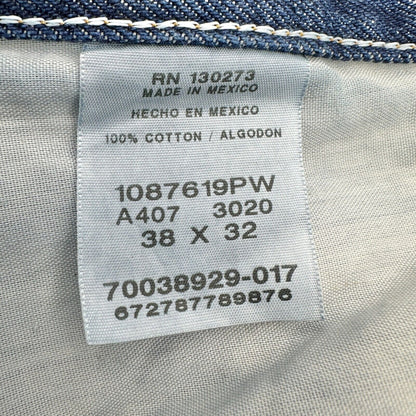 RN 130273
MADE IN MEXICO
HECHO EN MEXICO
100% COTTON / ALGODON
1087619PW
A407 3020
38 X 32
70038929-017
672787789876